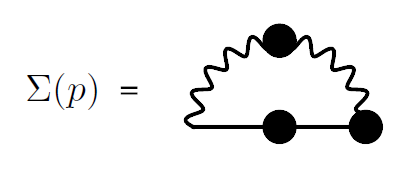 Σ(p) =